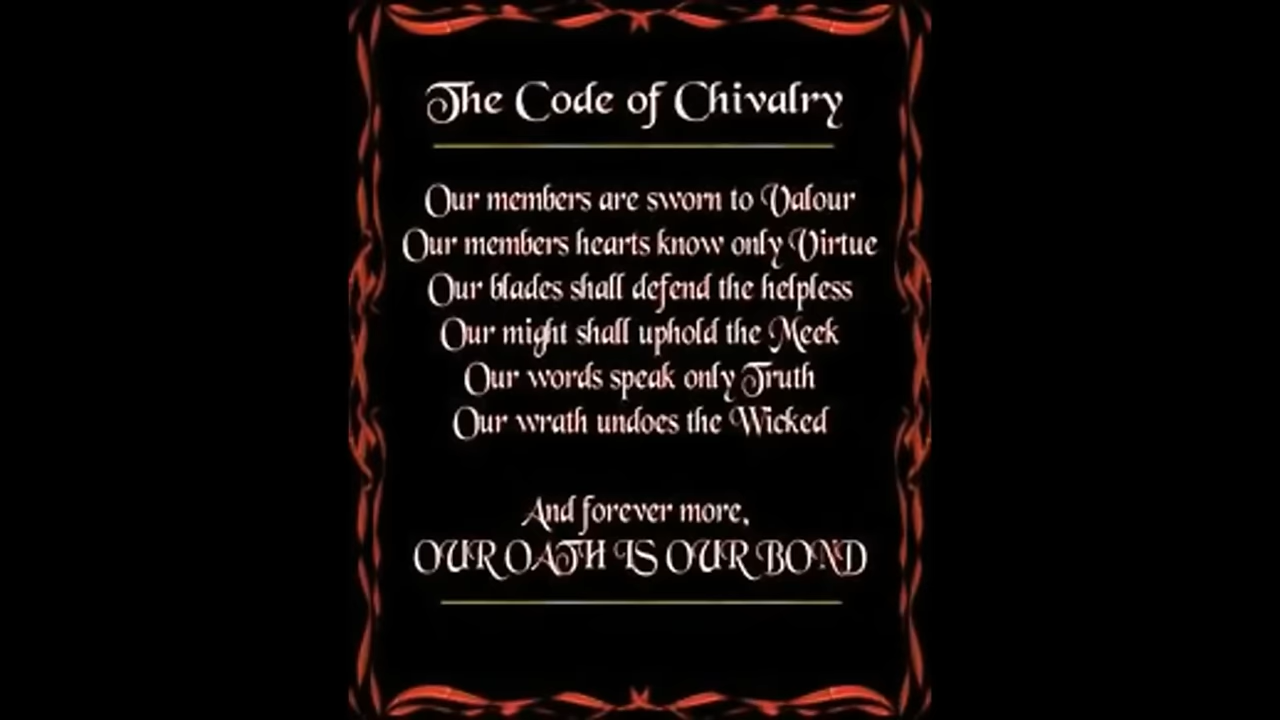 The Code of Chivalry
Our members are sworn to Valour
Our members hearts know only Virtue
Our blades shall defend the helpless
Our might shall uphold the Meek
Our words speak only Truth
Our wrath undoes the Wicked
And forever more,
OUR OATH IS OUR BOND